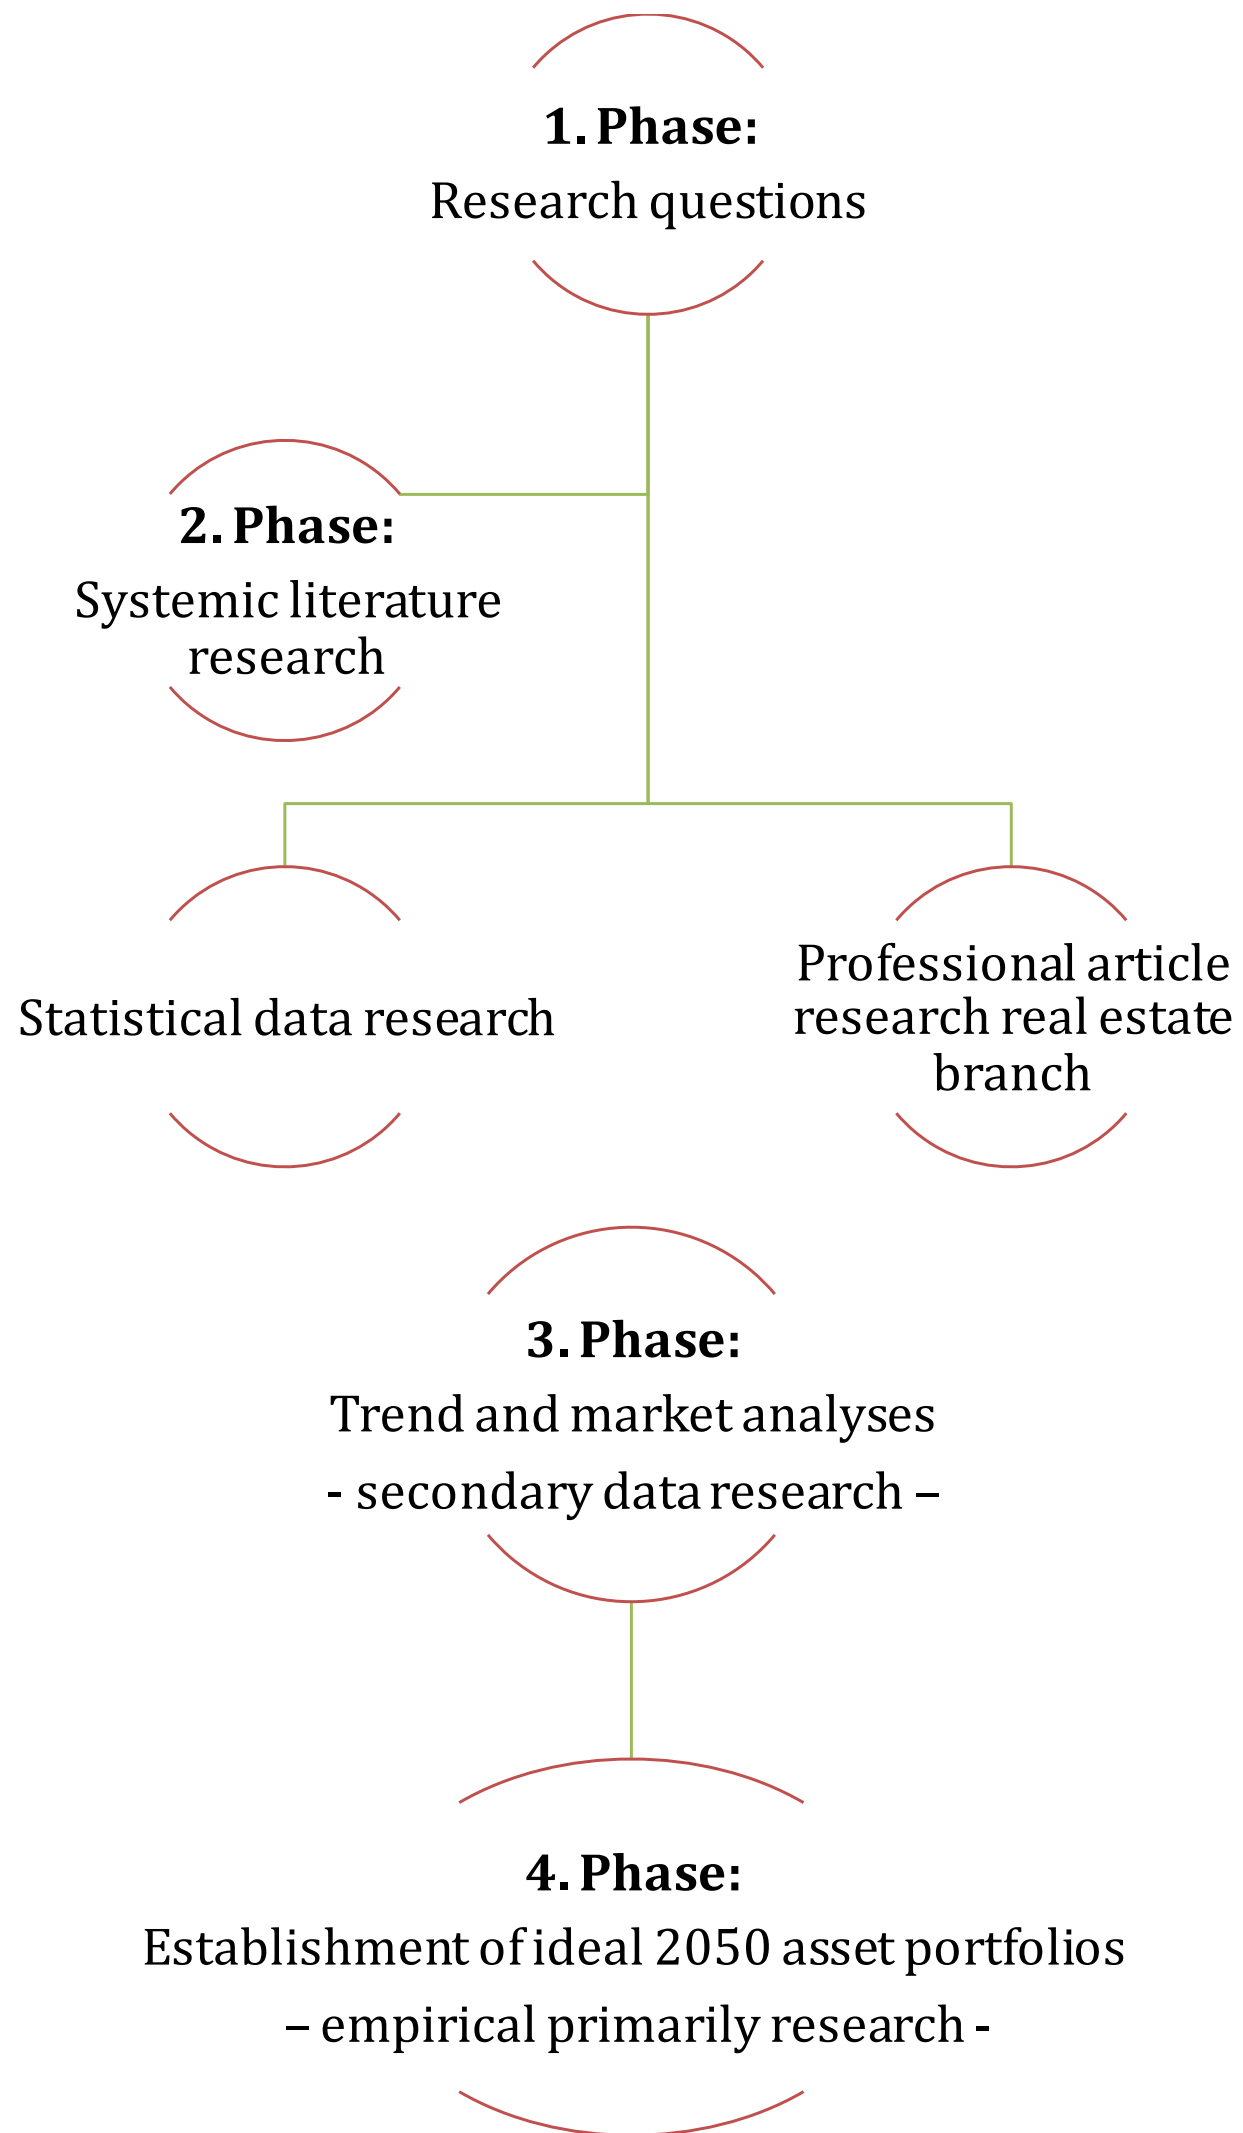 1. Phase:
Research questions
2. Phase:
Systemic literature
research
Statistical data research
Professional article
research real estate
branch
3. Phase:
Trend and market analyses
- secondary data research –
4. Phase:
Establishment of ideal 2050 asset portfolios
– empirical primarily research -